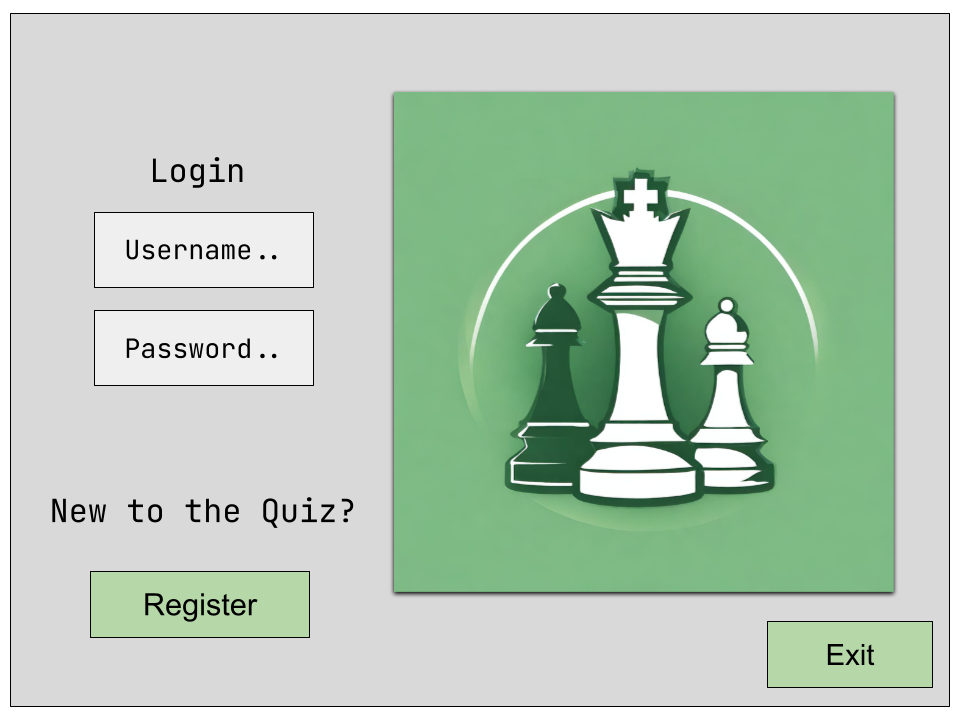 Login
Username..
Password..
New to the Quiz?
Register
Exit